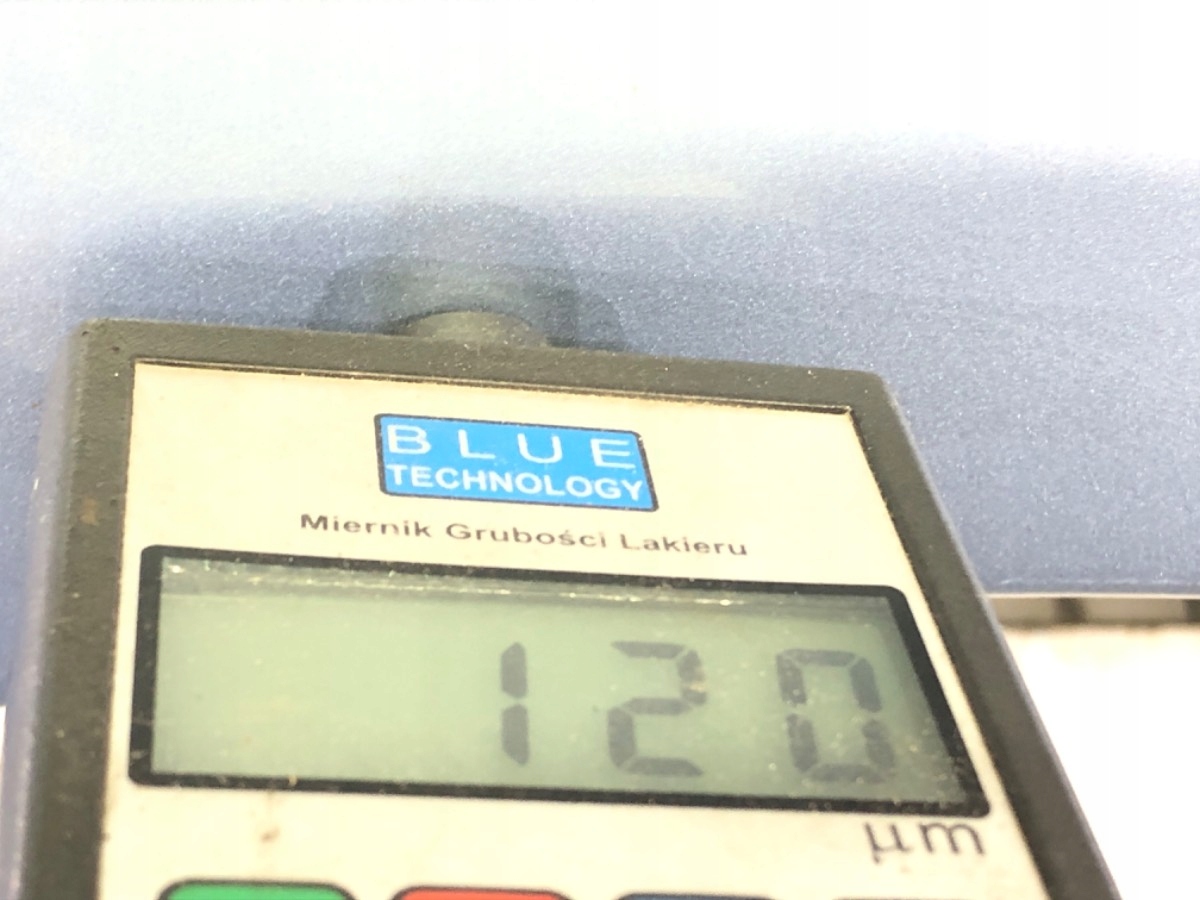 BLUE
TECHNOLOGY
Miernik Grubości Lakieru
120
µm